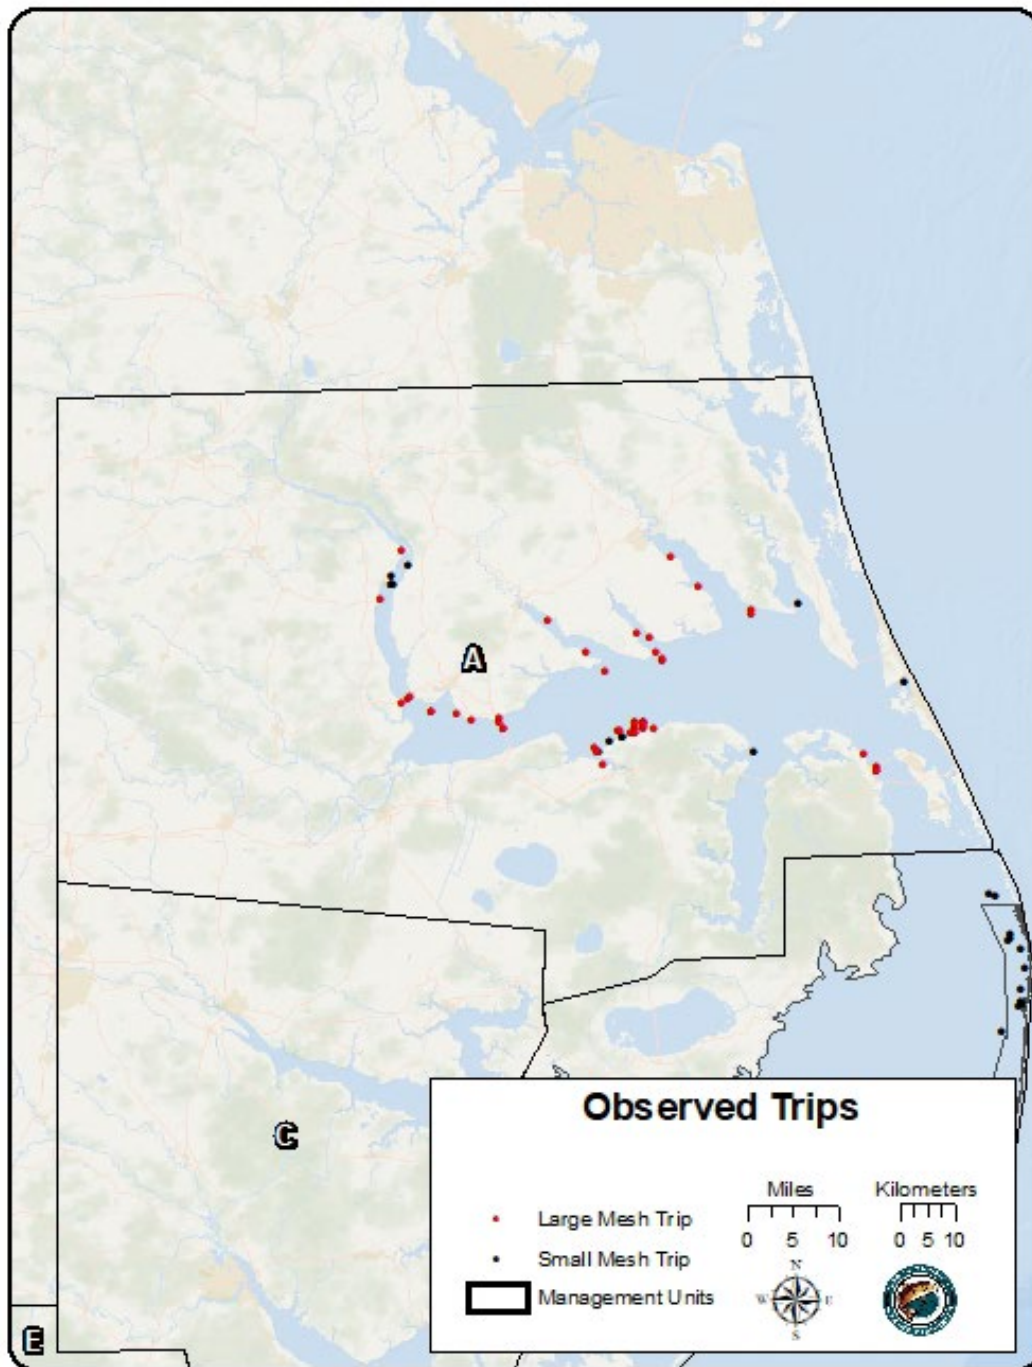 A
C
E
Observed Trips
Miles
Kilometers
Large Mesh Trip
0 5 10
0 5 10
Small Mesh Trip
N
W E
S
Management Units